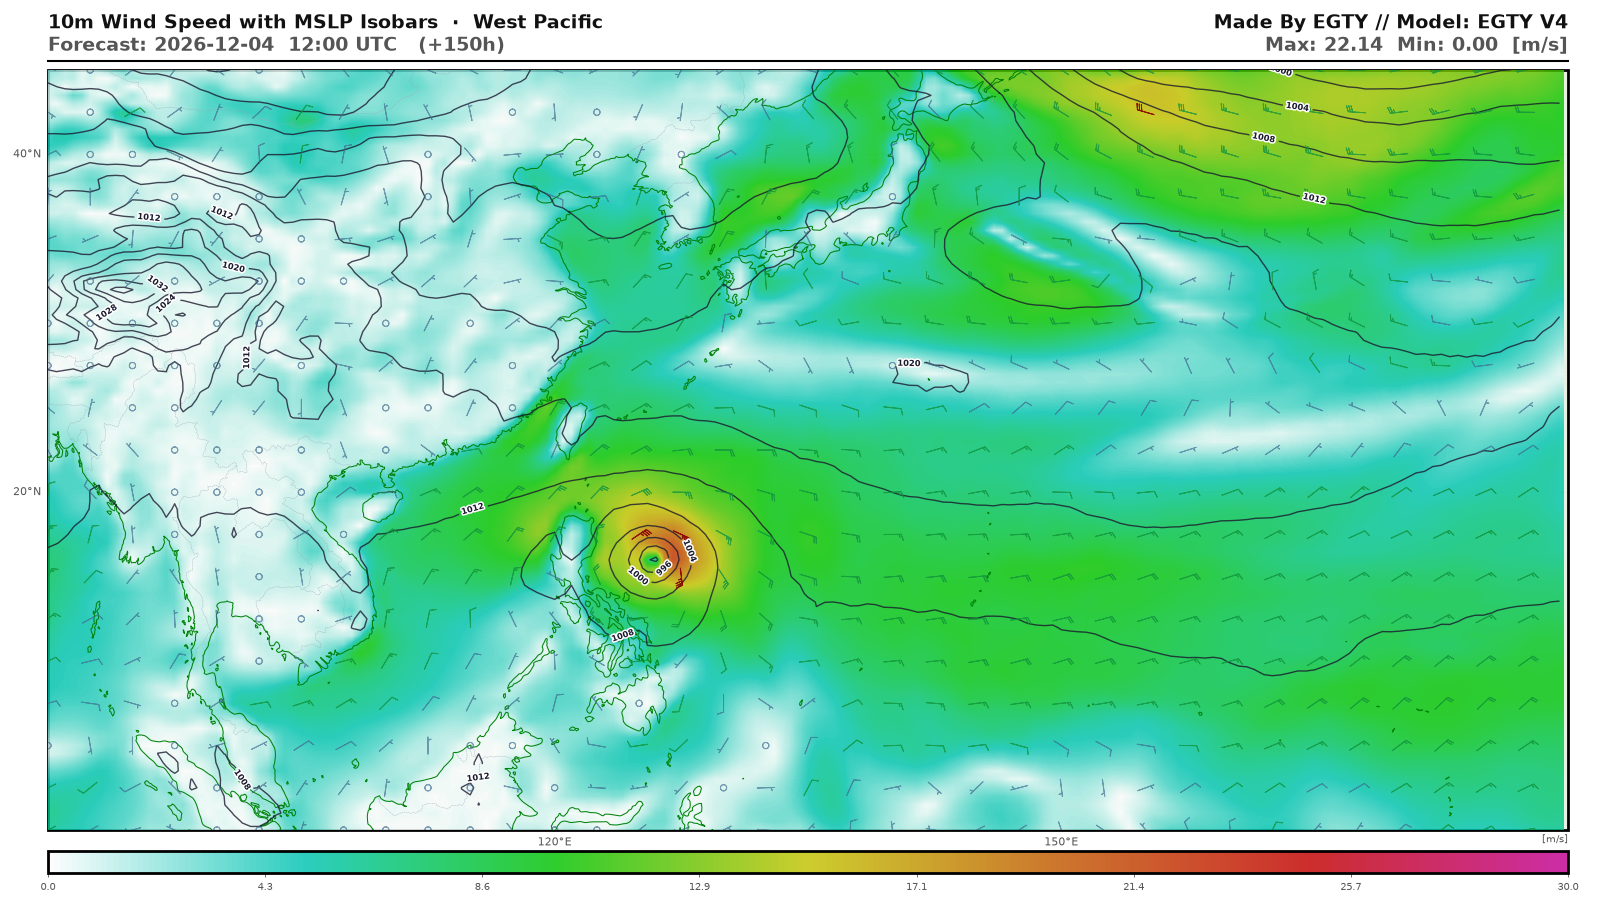 10m Wind Speed with MSLP Isobars · West Pacific
Made By EGTY // Model: EGTY V4
Forecast: 2026-12-04 12:00 UTC (+150h)
Max: 22.14 Min: 0.00 [m/s]
1004
1008
40°N
1012
1012
1012
1020
1032
1024
1028
1012
1020
20°N
1012
1004
996
1000
1008
1012
1008
120°E
150°E
[m/s]
0.0
4.3
8.6
12.9
17.1
21.4
25.7
30.0